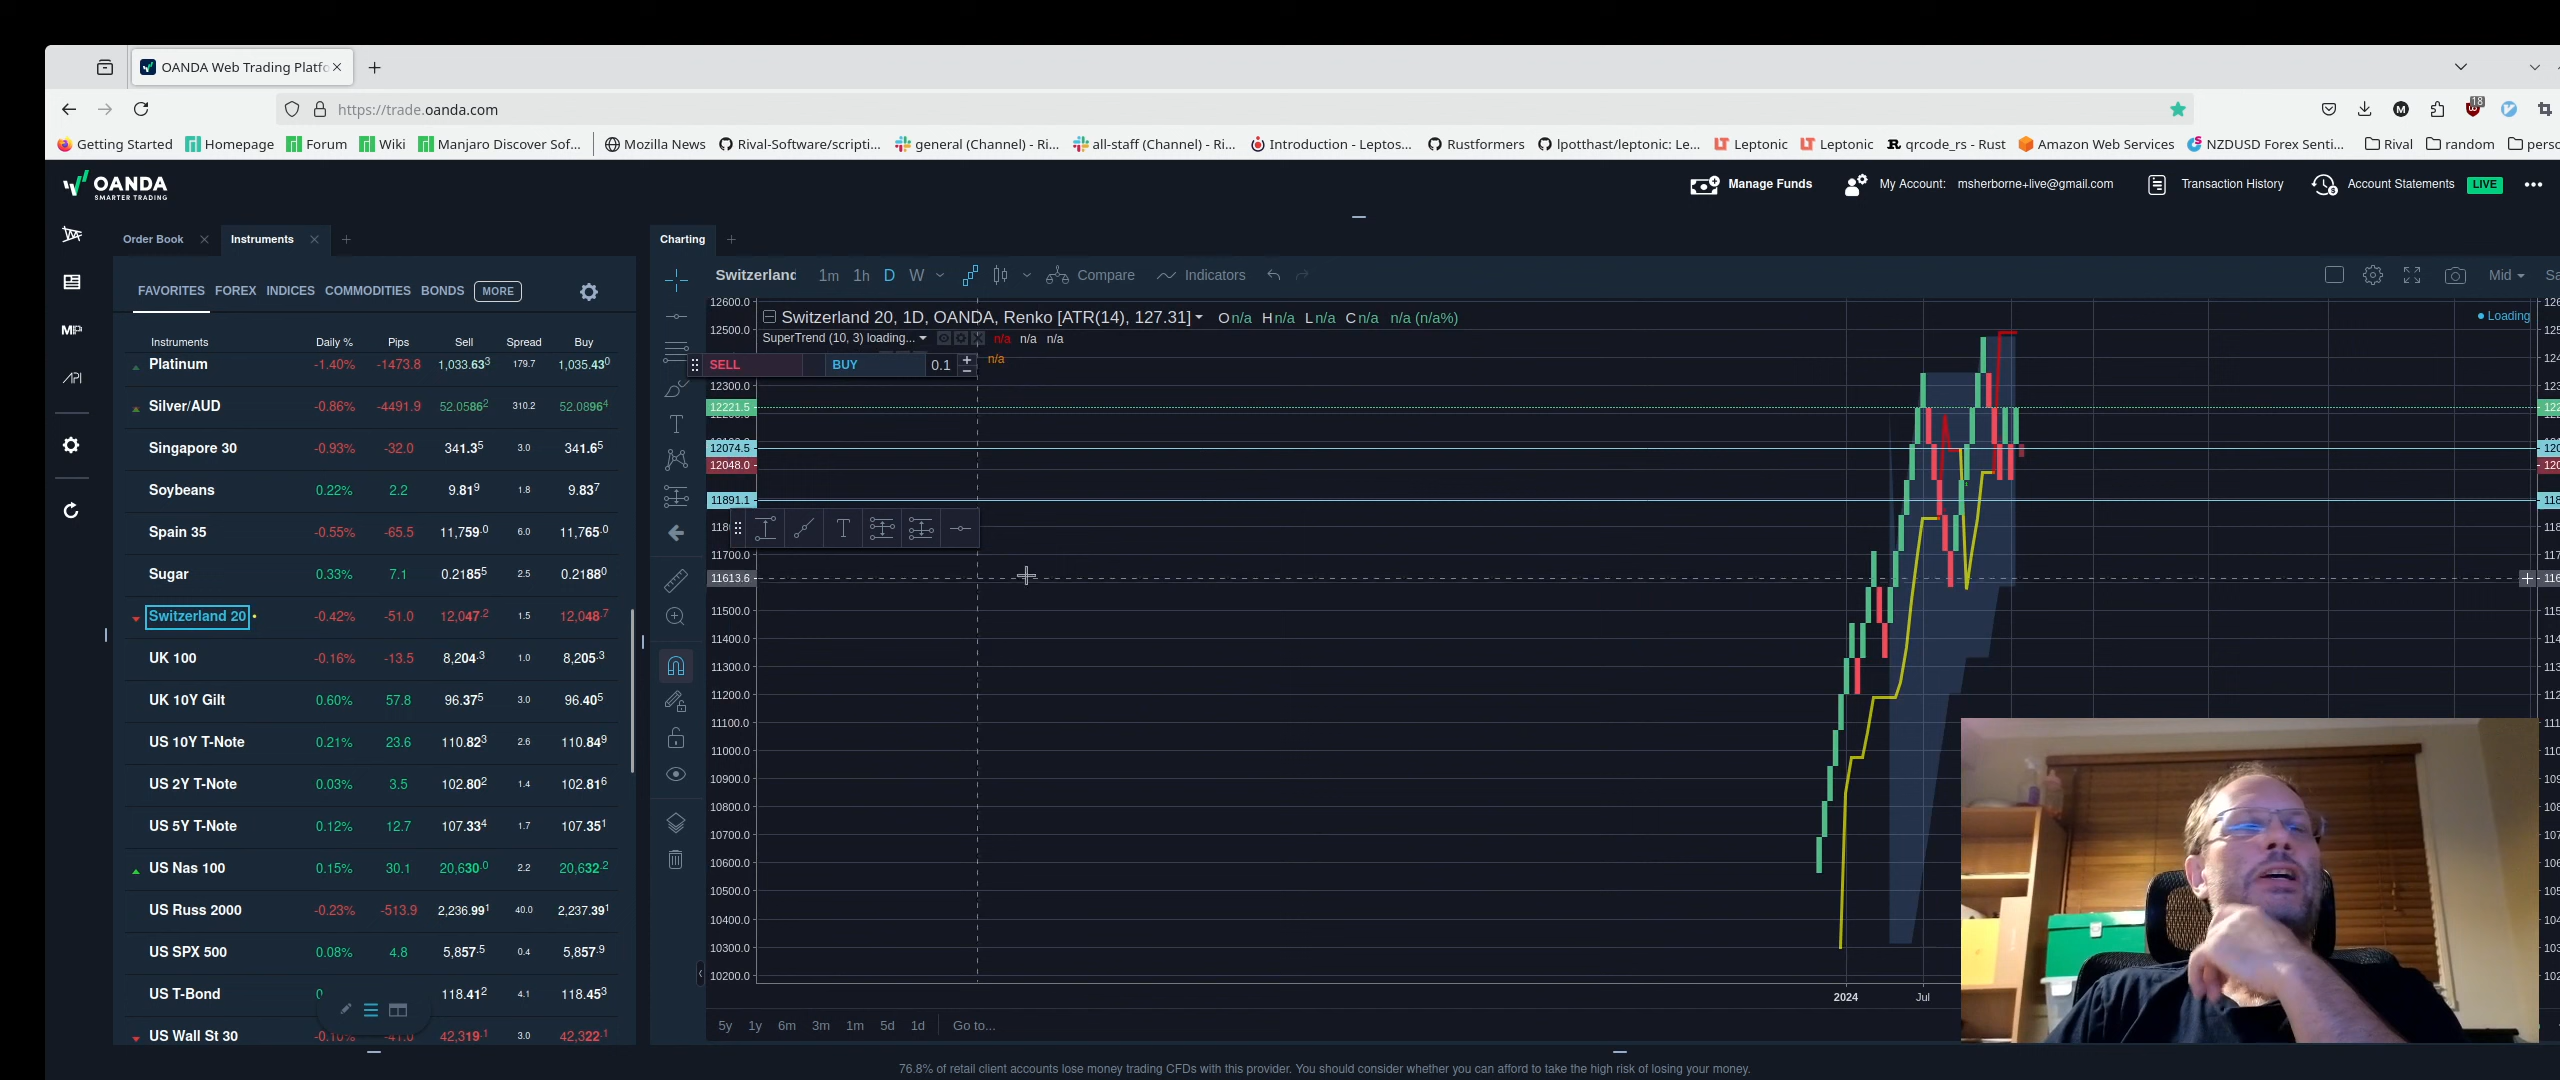 OANDA Web Trading Platfo
https://trade.oanda.com
18
Getting Started Homepage Forum Wiki Manjaro Discover Sof... Mozilla News Rival-Software/scripti... general (Channel) - Ri... all-staff (Channel) - Ri... Introduction - Leptos... Rustformers lpotthast/leptonic: Le... Leptonic Leptonic qrcode_rs - Rust Amazon Web Services NZDUSD Forex Senti... Rival random perso
OANDA
SMARTER TRADING
Manage Funds My Account: msherborne+live@gmail.com Transaction History Account Statements LIVE
Order Book Instruments
Charting
FAVORITES FOREX INDICES COMMODITIES BONDS MORE
Instruments Daily % Pips Sell Spread Buy
Platinum -1.40% -1473.8 1,033.633 179.7 1,035.430
Silver/AUD -0.86% -4491.9 52.05862 310.2 52.08964
Singapore 30 -0.93% -32.0 341.35 3.0 341.65
Soybeans 0.22% 2.2 9.819 1.8 9.837
Spain 35 -0.55% -65.5 11,759.0 6.0 11,765.0
Sugar 0.33% 7.1 0.21855 2.5 0.21880
Switzerland 20 -0.42% -51.0 12,047.2 1.5 12,048.7
UK 100 -0.16% -13.5 8,204.3 1.0 8,205.3
UK 10Y Gilt 0.60% 57.8 96.375 3.0 96.405
US 10Y T-Note 0.21% 23.6 110.823 2.6 110.849
US 2Y T-Note 0.03% 3.5 102.802 1.4 102.816
US 5Y T-Note 0.12% 12.7 107.334 1.7 107.351
US Nas 100 0.15% 30.1 20,630.0 2.2 20,632.2
US Russ 2000 -0.23% -513.9 2,236.991 40.0 2,237.391
US SPX 500 0.08% 4.8 5,857.5 0.4 5,857.9
US T-Bond 0 118.412 4.1 118.453
US Wall St 30 -0.10% -41.0 42,319.1 3.0 42,322.1
Switzerland 1m 1h D W Compare Indicators Mid Sa
Switzerland 20, 1D, OANDA, Renko [ATR(14), 127.31] O n/a H n/a L n/a C n/a n/a (n/a%)
Loading
SuperTrend (10, 3) loading... n/a n/a n/a
n/a
SELL BUY 0.1
12600.0
12500.0
12300.0
12221.5
12074.5
12048.0
11891.1
11700.0
11613.6
11500.0
11400.0
11300.0
11200.0
11100.0
11000.0
10900.0
10800.0
10700.0
10600.0
10500.0
10400.0
10300.0
10200.0
2024 Jul
5y 1y 6m 3m 1m 5d 1d Go to...
76.8% of retail client accounts lose money trading CFDs with this provider. You should consider whether you can afford to take the high risk of losing your money.